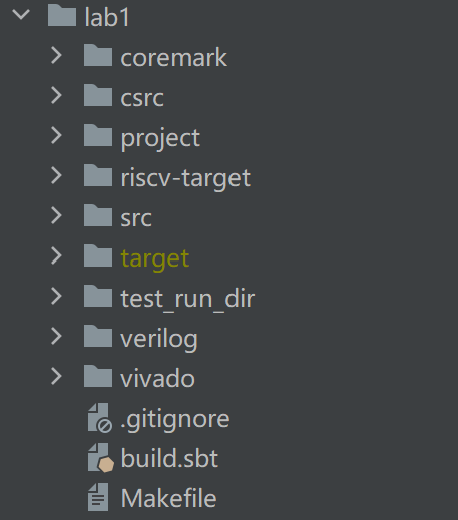 lab1
coremark
csrc
project
riscv-target
src
target
test_run_dir
verilog
vivado
.gitignore
build.sbt
Makefile